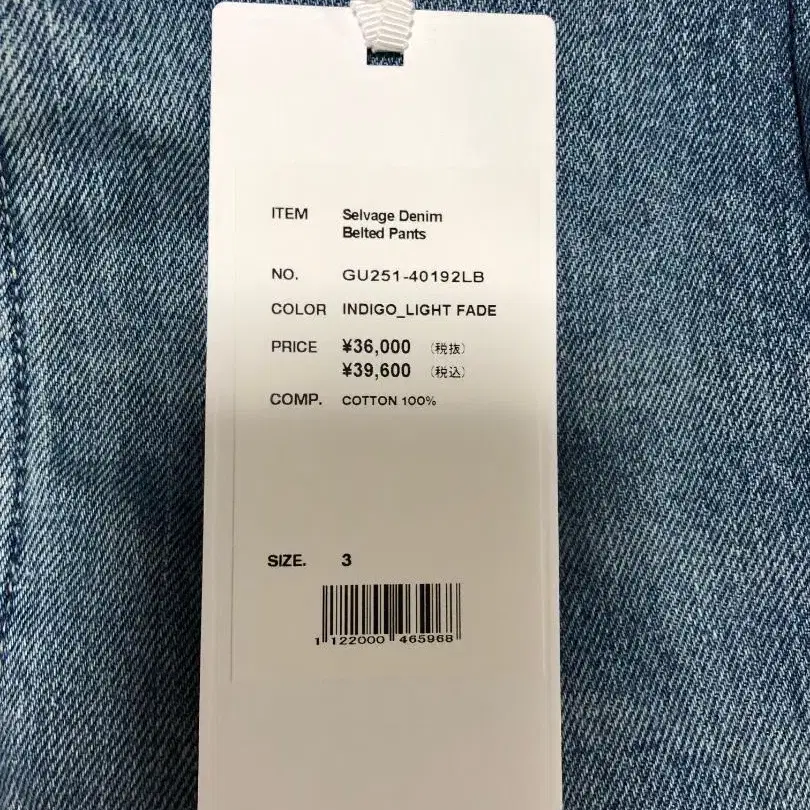 ITEM Selvage Denim
Belted Pants
NO. GU251-40192LB
COLOR INDIGO_LIGHT FADE
PRICE ¥36,000 (税抜)
¥39,600 (税込)
COMP. COTTON 100%
SIZE. 3
1 122000 465968